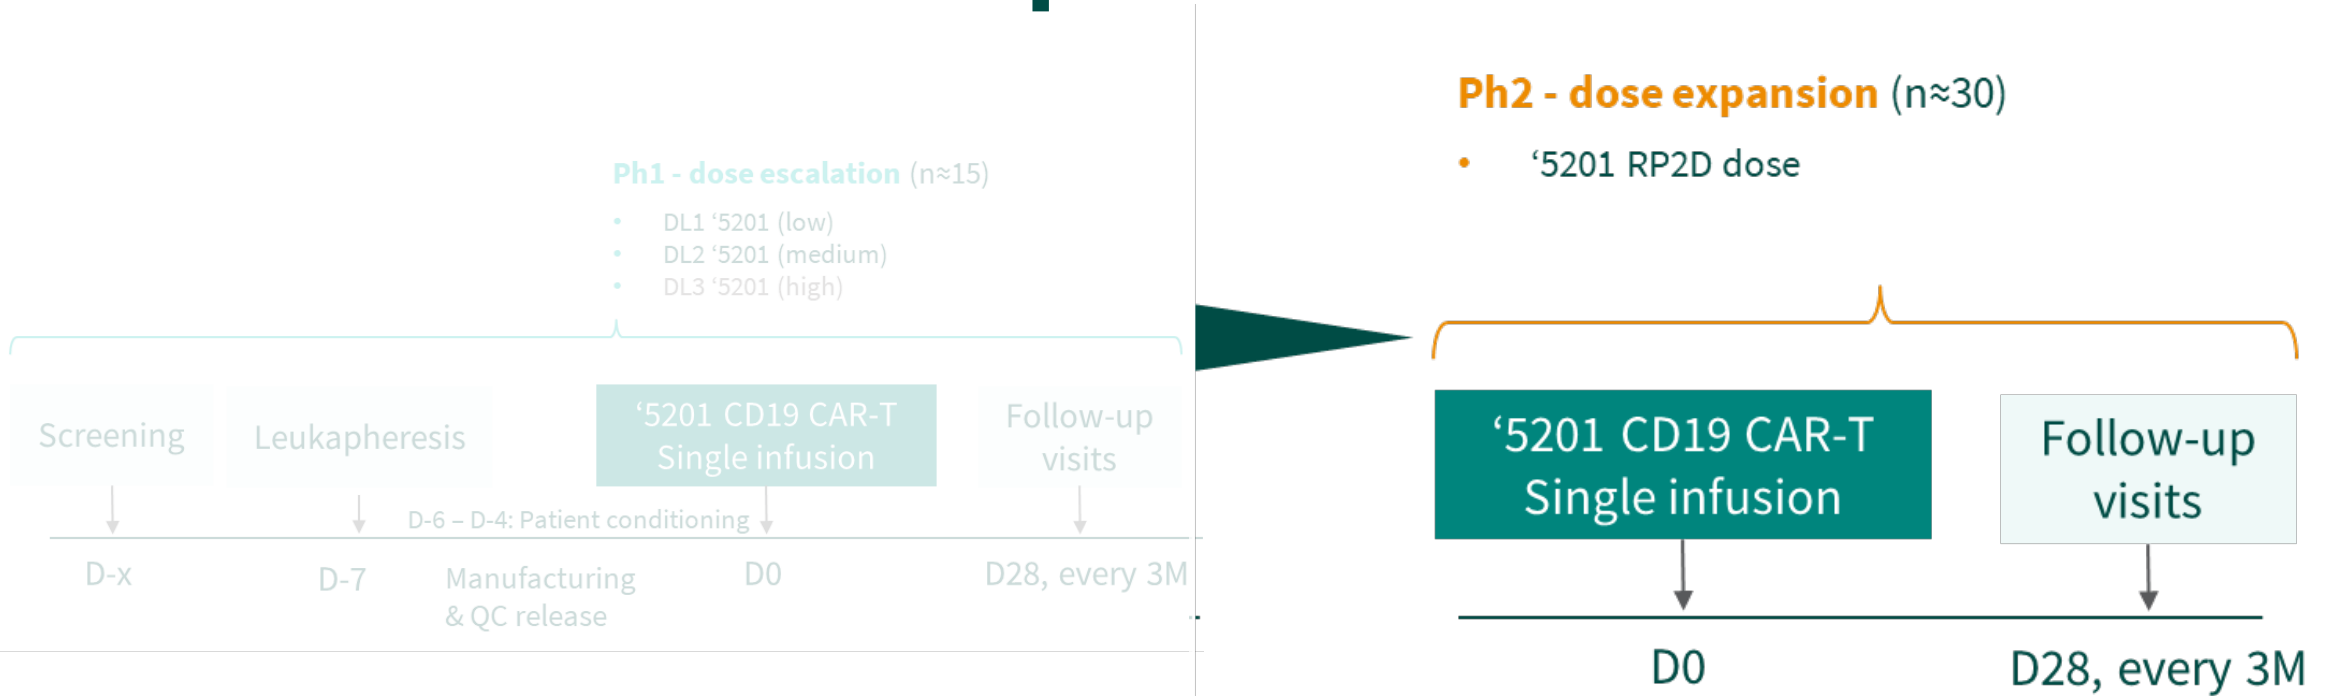 Ph1 - dose escalation (n≈15)
• DL1 ‘5201 (low)
• DL2 ‘5201 (medium)
• DL3 ‘5201 (high)
Screening
Leukapheresis
‘5201 CD19 CAR-T
Single infusion
Follow-up
visits
D-6 – D-4: Patient conditioning
D-x
D-7
Manufacturing
& QC release
D0
D28, every 3M
Ph2 - dose expansion (n≈30)
• ‘5201 RP2D dose
‘5201 CD19 CAR-T
Single infusion
Follow-up
visits
D0
D28, every 3M